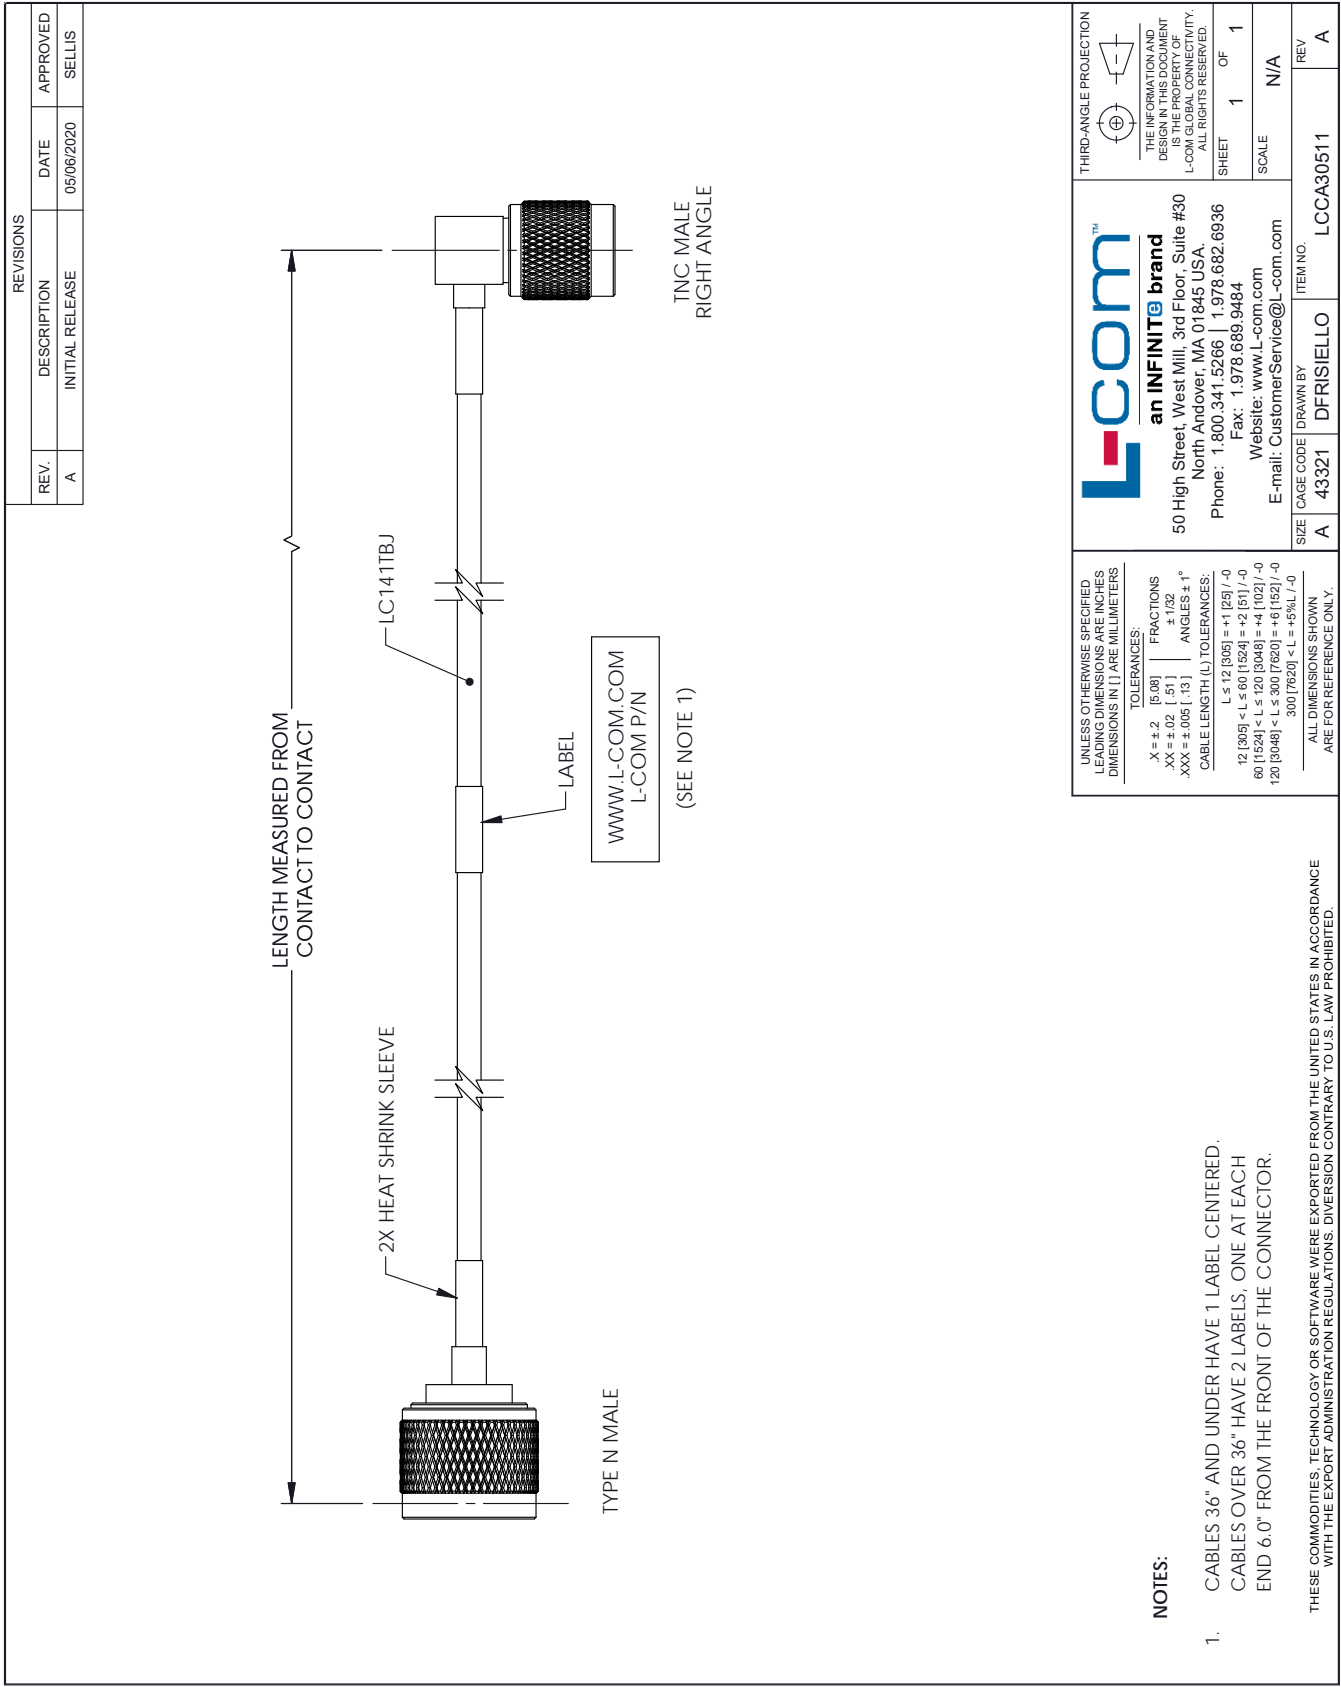 REVISIONS
REV. DESCRIPTION DATE APPROVED
A INITIAL RELEASE 05/06/2020 SELLIS
LENGTH MEASURED FROM
CONTACT TO CONTACT
2X HEAT SHRINK SLEEVE
LC141TBJ
LABEL
WWW.L-COM.COM
L-COM P/N
(SEE NOTE 1)
TYPE N MALE
TNC MALE
RIGHT ANGLE
NOTES:
1. CABLES 36" AND UNDER HAVE 1 LABEL CENTERED.
CABLES OVER 36" HAVE 2 LABELS, ONE AT EACH
END 6.0" FROM THE FRONT OF THE CONNECTOR.
THESE COMMODITIES, TECHNOLOGY OR SOFTWARE WERE EXPORTED FROM THE UNITED STATES IN ACCORDANCE
WITH THE EXPORT ADMINISTRATION REGULATIONS. DIVERSION CONTRARY TO U.S. LAW PROHIBITED.
UNLESS OTHERWISE SPECIFIED
LEADING DIMENSIONS ARE INCHES
DIMENSIONS IN [ ] ARE MILLIMETERS
TOLERANCES:
.X = ± .2 [5.08] FRACTIONS
.XX = ± .02 [ .51 ] ± 1/32
.XXX = ± .005 [ .13 ] ANGLES ± 1°
CABLE LENGTH (L) TOLERANCES:
L ≤ 12 [305] = +1 [25] / -0
12 [305] < L ≤ 60 [1524] = +2 [51] / -0
60 [1524] < L ≤ 120 [3048] = +4 [102] / -0
120 [3048] < L ≤ 300 [7620] = +6 [152] / -0
300 [7620] < L = +5%L / -0
ALL DIMENSIONS SHOWN
ARE FOR REFERENCE ONLY.
L-com™
an INFINITe brand
50 High Street, West Mill, 3rd Floor, Suite #30
North Andover, MA 01845 USA.
Phone: 1.800.341.5266 | 1.978.682.6936
Fax: 1.978.689.9484
Website: www.L-com.com
E-mail: CustomerService@L-com.com
THIRD-ANGLE PROJECTION
THE INFORMATION AND
DESIGN IN THIS DOCUMENT
IS THE PROPERTY OF
L-COM GLOBAL CONNECTIVITY.
ALL RIGHTS RESERVED.
SHEET 1 OF 1
SCALE N/A
SIZE CAGE CODE DRAWN BY ITEM NO. REV
A 43321 DFRISIELLO LCCA30511 A